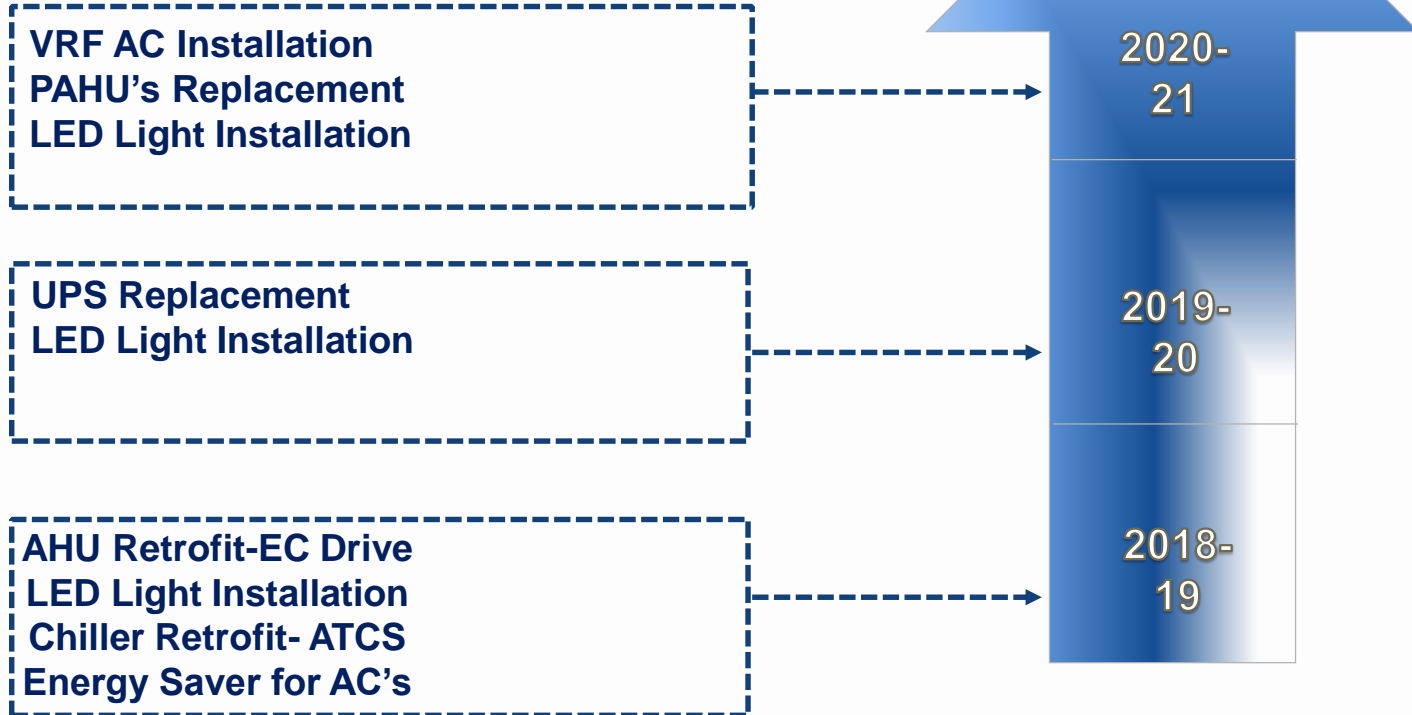 VRF AC Installation
PAHU’s Replacement
LED Light Installation
2020-
21
UPS Replacement
LED Light Installation
2019-
20
AHU Retrofit-EC Drive
LED Light Installation
Chiller Retrofit- ATCS
Energy Saver for AC’s
2018-
19